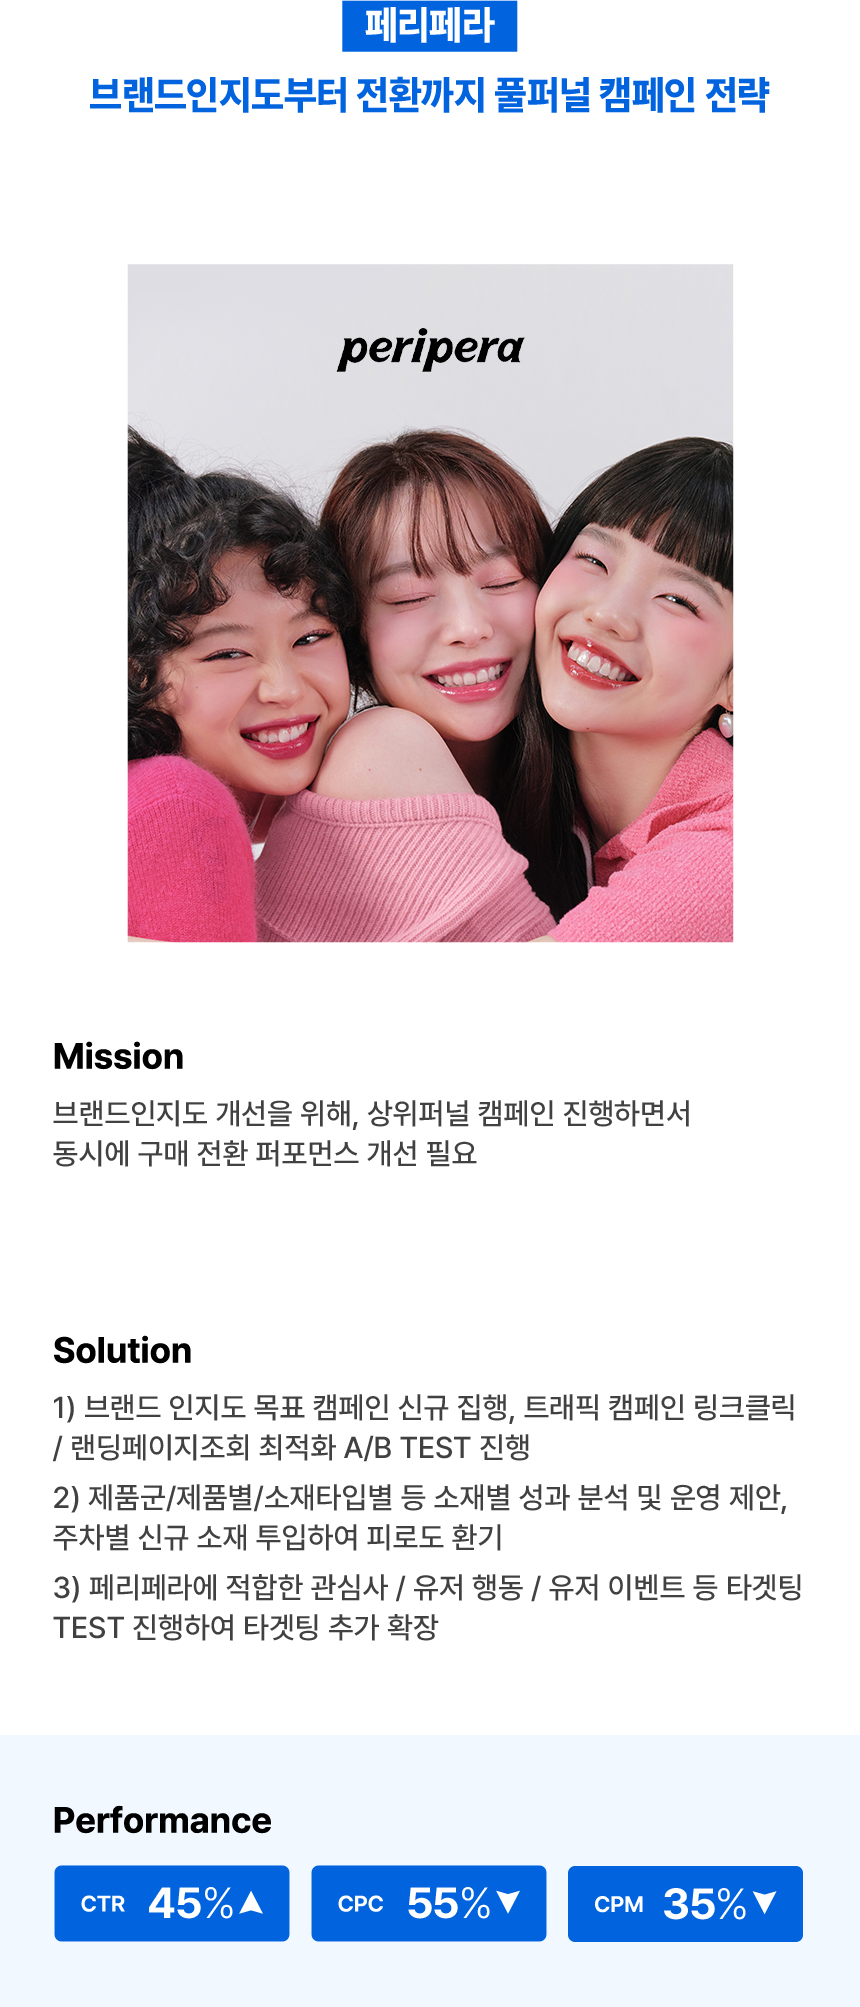 페리페라
브랜드인지도부터 전환까지 풀퍼널 캠페인 전략
peripera
Mission
브랜드인지도 개선을 위해, 상위퍼널 캠페인 진행하면서
동시에 구매 전환 퍼포먼스 개선 필요
Solution
1) 브랜드 인지도 목표 캠페인 신규 집행, 트래픽 캠페인 링크클릭
/ 랜딩페이지조회 최적화 A/B TEST 진행
2) 제품군/제품별/소재타입별 등 소재별 성과 분석 및 운영 제안,
주차별 신규 소재 투입하여 피로도 환기
3) 페리페라에 적합한 관심사 / 유저 행동 / 유저 이벤트 등 타겟팅
TEST 진행하여 타겟팅 추가 확장
Performance
CTR 45%▲ CPC 55%▼ CPM 35%▼